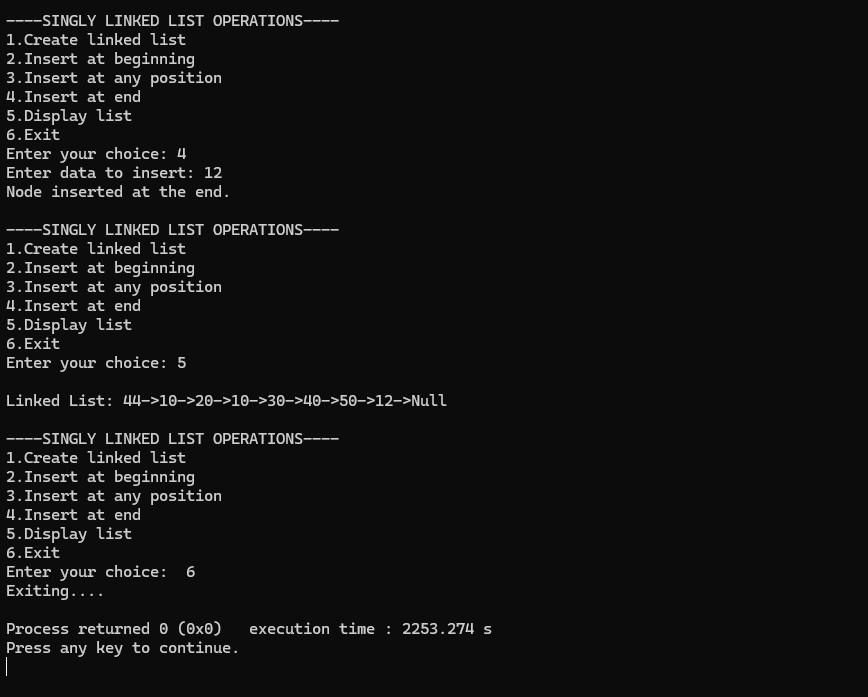 ----SINGLY LINKED LIST OPERATIONS----
1.Create linked list
2.Insert at beginning
3.Insert at any position
4.Insert at end
5.Display list
6.Exit
Enter your choice: 4
Enter data to insert: 12
Node inserted at the end.

----SINGLY LINKED LIST OPERATIONS----
1.Create linked list
2.Insert at beginning
3.Insert at any position
4.Insert at end
5.Display list
6.Exit
Enter your choice: 5

Linked List: 44->10->20->10->30->40->50->12->Null

----SINGLY LINKED LIST OPERATIONS----
1.Create linked list
2.Insert at beginning
3.Insert at any position
4.Insert at end
5.Display list
6.Exit
Enter your choice:  6
Exiting....

Process returned 0 (0x0)   execution time : 2253.274 s
Press any key to continue.